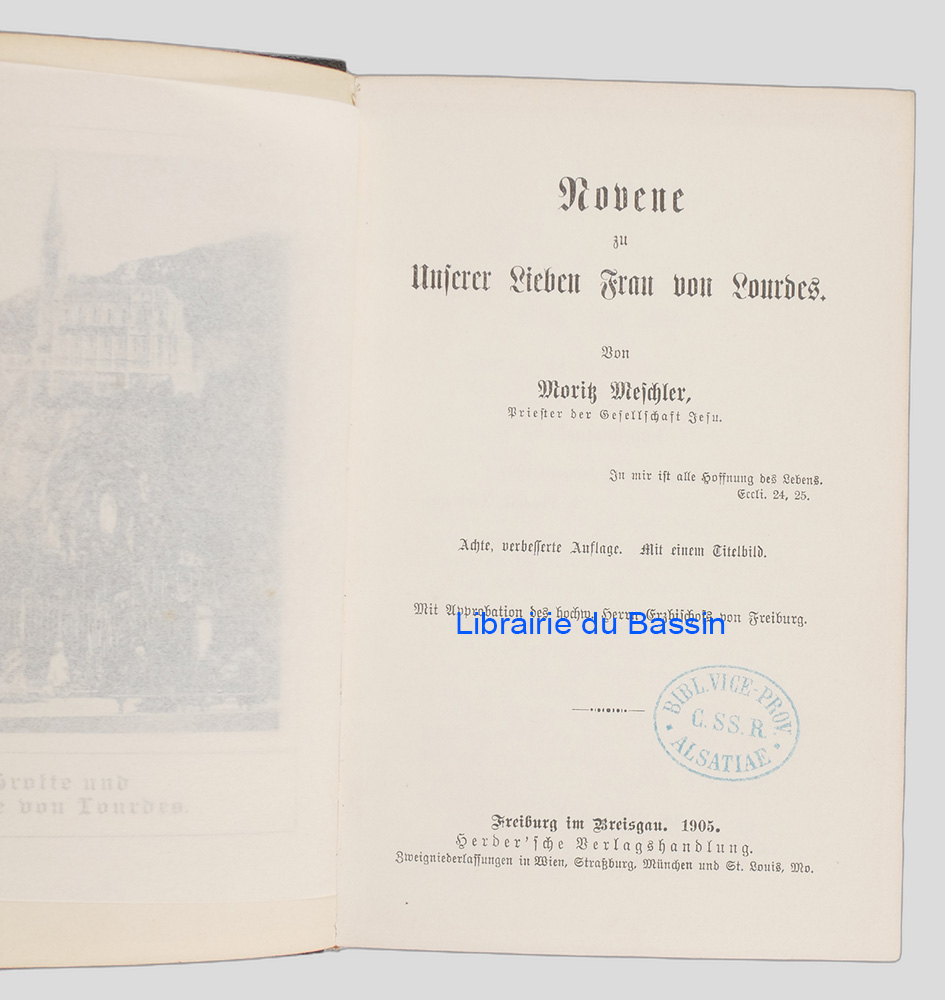 Grotte und
von Lourdes.
Novene
zu
Unserer Lieben Frau von Lourdes.
Von
Moritz Meschler,
Priester der Gesellschaft Jesu.
In mir ist alle Hoffnung des Lebens.
Eccli. 24, 25.
Achte, verbesserte Auflage. Mit einem Titelbild.
Mit Approbation des hochw. Herrn Erzbischofs von Freiburg.
Librairie du Bassin
BIBL. VICE-PROV.
C. SS. R.
ALSATIAE
Freiburg im Breisgau. 1905.
Herder'sche Verlagshandlung.
Zweigniederlassungen in Wien, Straßburg, München und St. Louis, Mo.